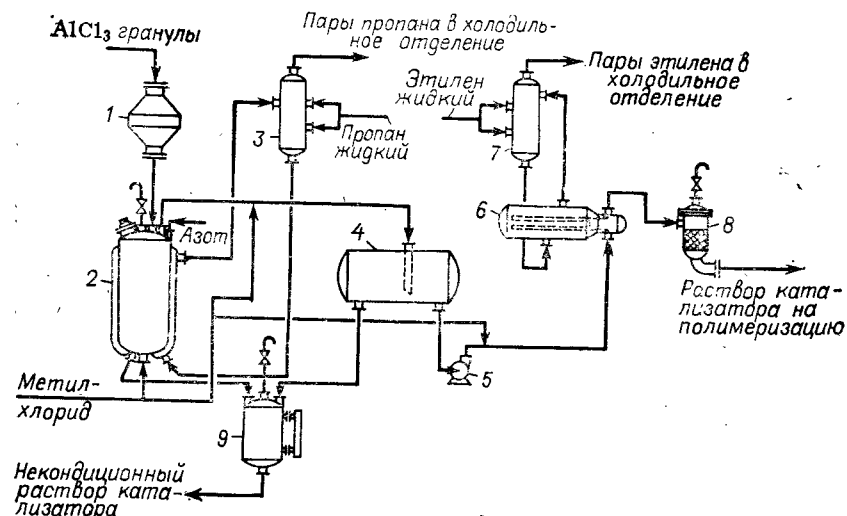 AlCl₃ гранулы
Пары пропана в холодиль-
ное отделение
Этилен
жидкий
Пары этилена в
холодильное
отделение
1
3
Пропан
жидкий
7
Азот
2
4
6
8
5
Раствор ката-
лизатора на
полимеризацию
Метил-
хлорид
9
Некондиционный
раствор ката-
лизатора